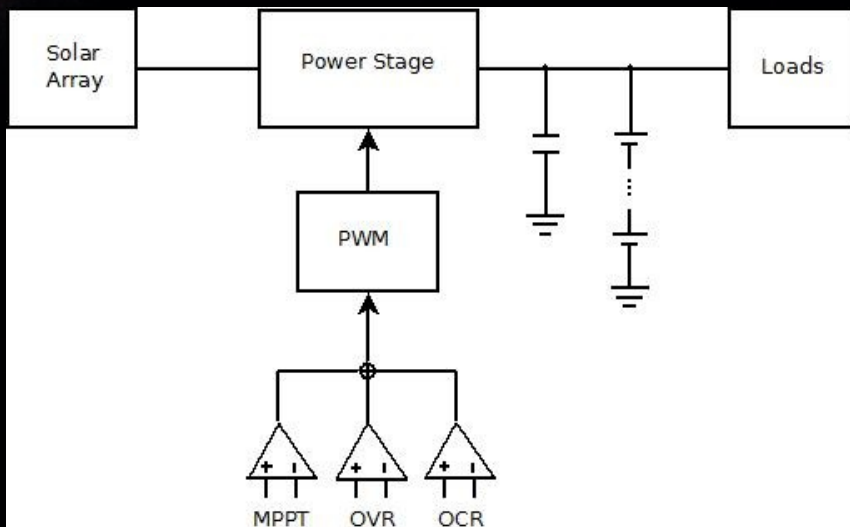 Solar
Array
Power Stage
Loads
PWM
+ - + - + -
MPPT OVR OCR